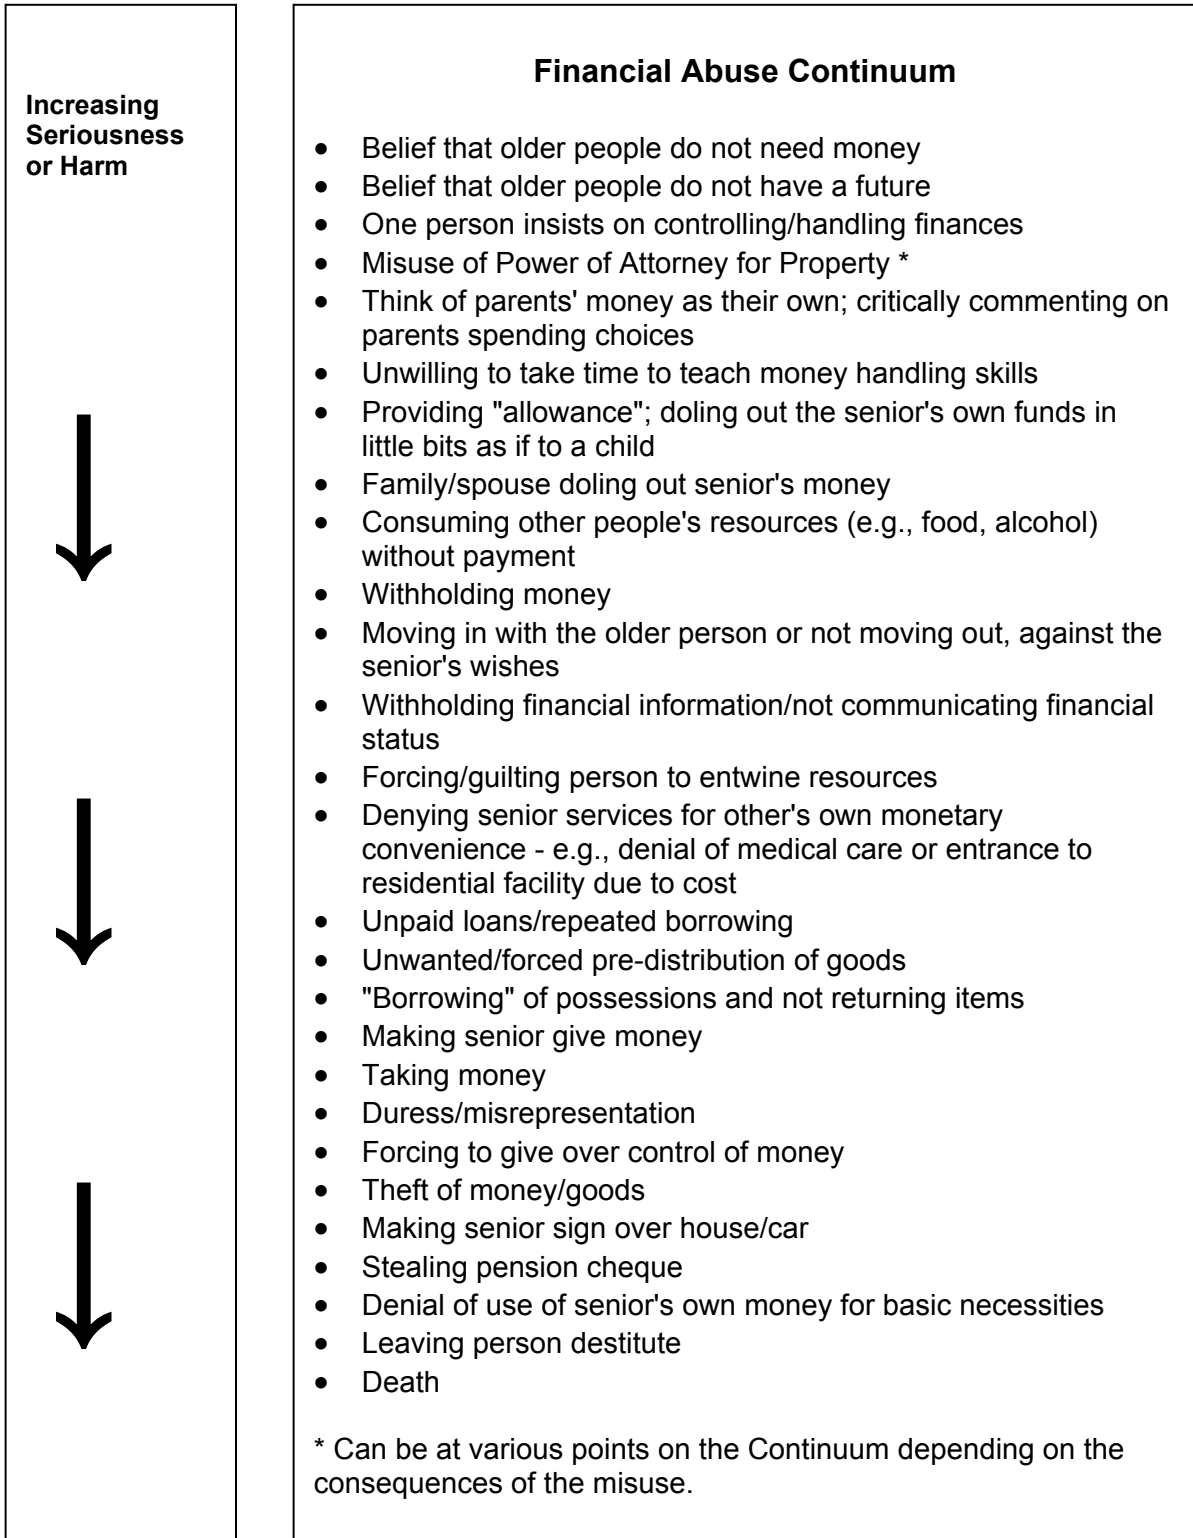 Increasing
Seriousness
or Harm
Financial Abuse Continuum
• Belief that older people do not need money
• Belief that older people do not have a future
• One person insists on controlling/handling finances
• Misuse of Power of Attorney for Property *
• Think of parents' money as their own; critically commenting on
parents spending choices
• Unwilling to take time to teach money handling skills
• Providing "allowance"; doling out the senior's own funds in
little bits as if to a child
• Family/spouse doling out senior's money
• Consuming other people's resources (e.g., food, alcohol)
without payment
• Withholding money
• Moving in with the older person or not moving out, against the
senior's wishes
• Withholding financial information/not communicating financial
status
• Forcing/guilting person to entwine resources
• Denying senior services for other's own monetary
convenience - e.g., denial of medical care or entrance to
residential facility due to cost
• Unpaid loans/repeated borrowing
• Unwanted/forced pre-distribution of goods
• "Borrowing" of possessions and not returning items
• Making senior give money
• Taking money
• Duress/misrepresentation
• Forcing to give over control of money
• Theft of money/goods
• Making senior sign over house/car
• Stealing pension cheque
• Denial of use of senior's own money for basic necessities
• Leaving person destitute
• Death
* Can be at various points on the Continuum depending on the
consequences of the misuse.